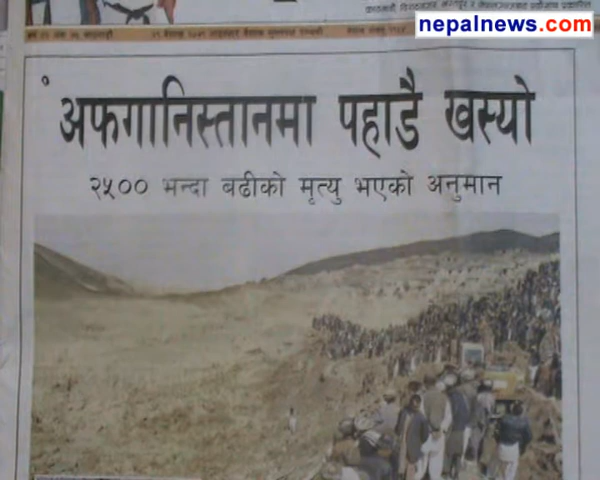 nepalnews.com
अफगानिस्तानमा पहाडै खस्यो
२५०० भन्दा बढीको मृत्यु भएको अनुमान